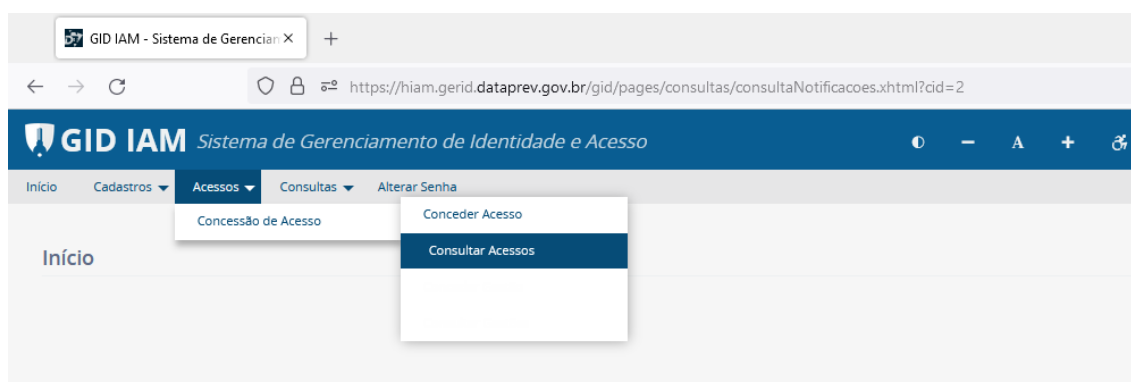 GID IAM - Sistema de Gerencian
https://hiam.gerid.dataprev.gov.br/gid/pages/consultas/consultaNotificacoes.xhtml?cid=2
GID IAM Sistema de Gerenciamento de Identidade e Acesso A
Início Cadastros Acessos Consultas Alterar Senha
Concessão de Acesso Conceder Acesso
Consultar Acessos
Início